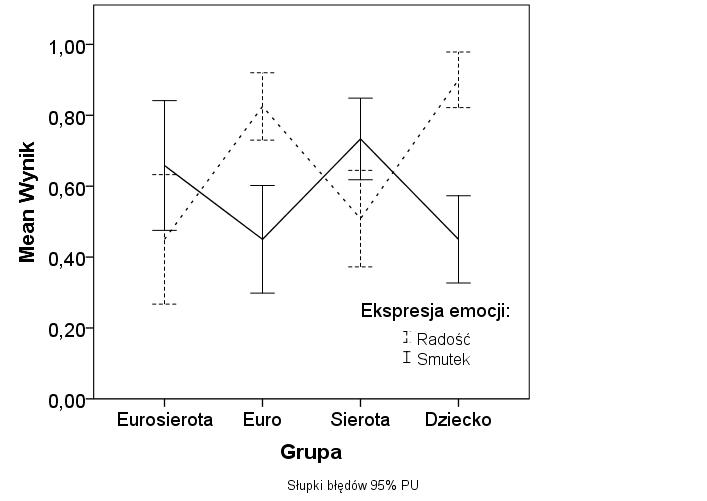 1,00
0,80
0,60
0,40
0,20
0,00
Mean Wynik
Ekspresja emocji:
Radość
Smutek
Eurosierota Euro Sierota Dziecko
Grupa
Słupki błędów 95% PU